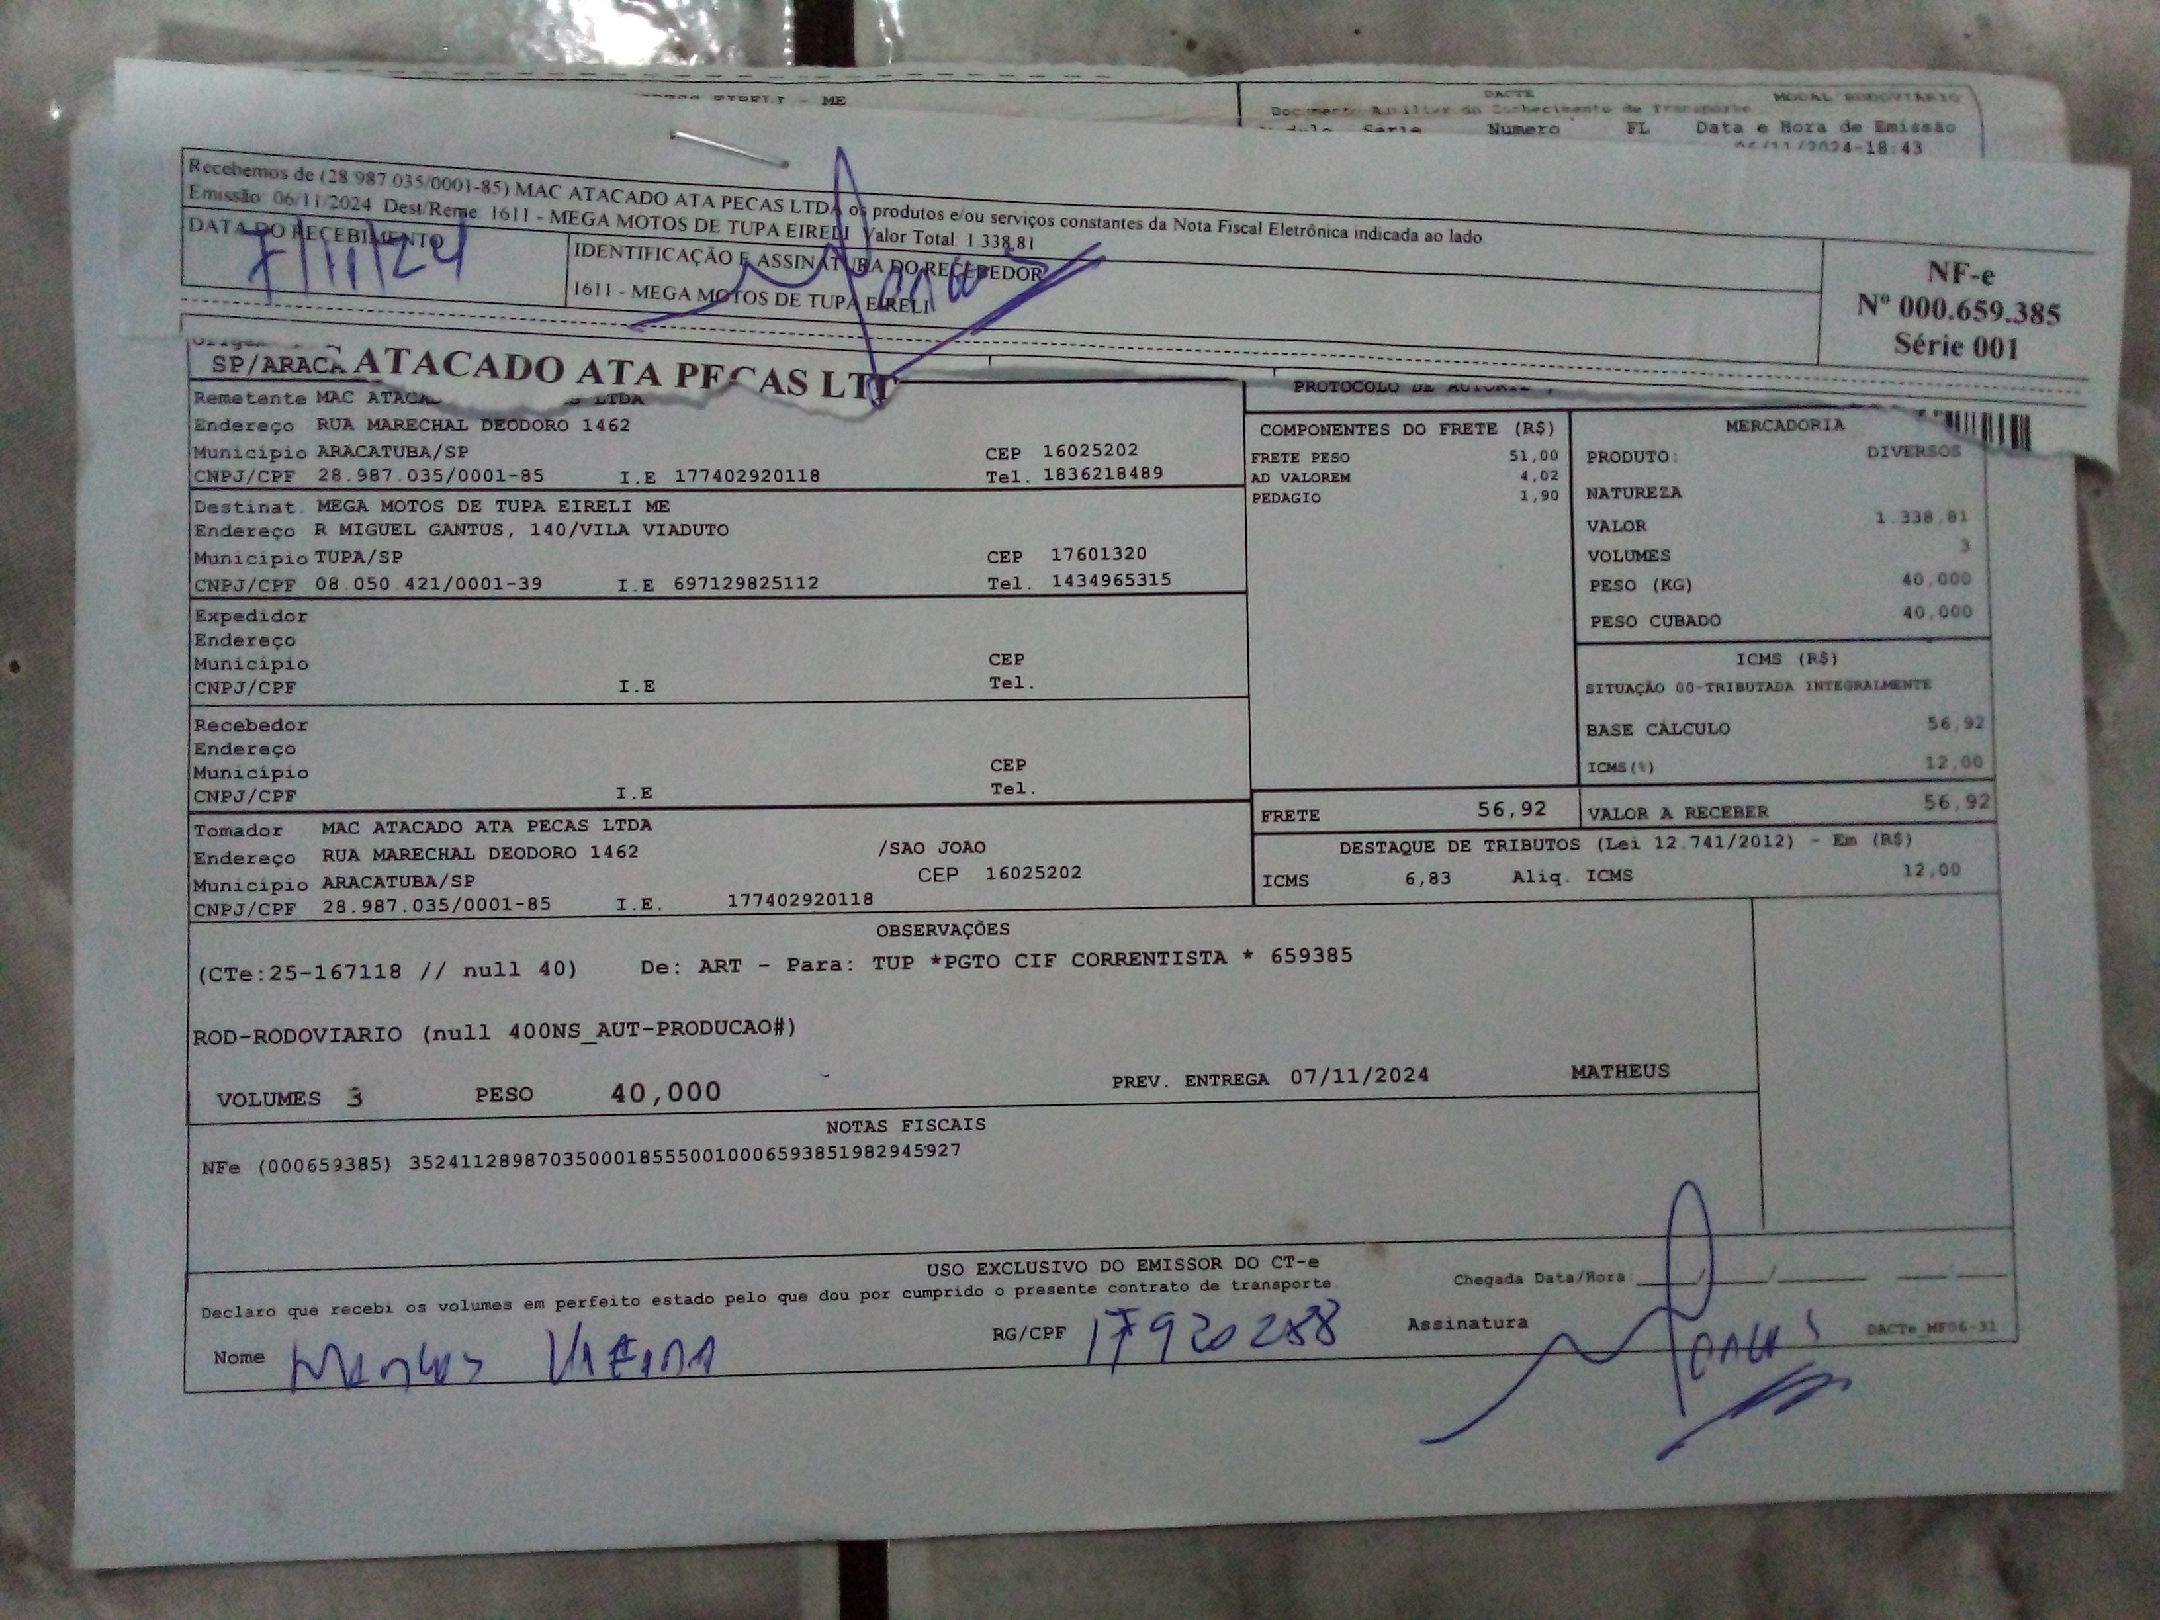 EIRELI - ME
DACTE
MODAL RODOVIÁRIO
Documento Auxiliar do Conhecimento de Transporte
Série Numero FL Data e Hora de Emissão
06/11/2024-18:43
Recebemos de (28 987 035/0001-85) MAC ATACADO ATA PECAS LTDA os produtos e/ou serviços constantes da Nota Fiscal Eletrônica indicada ao lado
Emissão 06/11/2024 Dest/Reme 1611 - MEGA MOTOS DE TUPA EIRELI Valor Total 1 338,81
DATA DO RECEBIMENTO
7/11/24
IDENTIFICAÇÃO E ASSINATURA DO RECEBEDOR
1611 - MEGA MOTOS DE TUPA EIRELI
NF-e
Nº 000.659.385
Série 001
SP/ARACA
ATACADO ATA PECAS LTD
Remetente MAC ATACA LTDA
Endereço RUA MARECHAL DEODORO 1462
Município ARACATUBA/SP CEP 16025202
CNPJ/CPF 28.987.035/0001-85 I.E 177402920118 Tel. 1836218489
Destinat. MEGA MOTOS DE TUPA EIRELI ME
Endereço R MIGUEL GANTUS, 140/VILA VIADUTO
Município TUPA/SP CEP 17601320
CNPJ/CPF 08.050 421/0001-39 I.E 697129825112 Tel. 1434965315
Expedidor
Endereço
Município CEP
CNPJ/CPF I.E Tel.
Recebedor
Endereço
Município CEP
CNPJ/CPF I.E Tel.
Tomador MAC ATACADO ATA PECAS LTDA
Endereço RUA MARECHAL DEODORO 1462 /SAO JOAO
Município ARACATUBA/SP CEP 16025202
CNPJ/CPF 28.987.035/0001-85 I.E. 177402920118
PROTOCOLO DE
COMPONENTES DO FRETE (R$)
FRETE PESO 51,00
AD VALOREM 4,02
PEDAGIO 1,90
MERCADORIA
PRODUTO: DIVERSOS
NATUREZA
VALOR 1.338,81
VOLUMES 3
PESO (KG) 40,000
PESO CUBADO 40,000
ICMS (R$)
SITUAÇÃO 00-TRIBUTADA INTEGRALMENTE
BASE CALCULO 56,92
ICMS(%) 12,00
FRETE 56,92 VALOR A RECEBER 56,92
DESTAQUE DE TRIBUTOS (Lei 12.741/2012) - Em (R$)
ICMS 6,83 Aliq. ICMS 12,00
OBSERVAÇÕES
(CTe:25-167118 // null 40) De: ART - Para: TUP *PGTO CIF CORRENTISTA * 659385
ROD-RODOVIARIO (null 400NS_AUT-PRODUCAO#)
VOLUMES 3 PESO 40,000 PREV. ENTREGA 07/11/2024 MATHEUS
NOTAS FISCAIS
NFe (000659385) 35241128987035000185550010006593851982945927
USO EXCLUSIVO DO EMISSOR DO CT-e
Declaro que recebi os volumes em perfeito estado pelo que dou por cumprido o presente contrato de transporte. Chegada Data/Hora
Nome Marcus Vieira RG/CPF 17920288 Assinatura
DACTe MF06-31